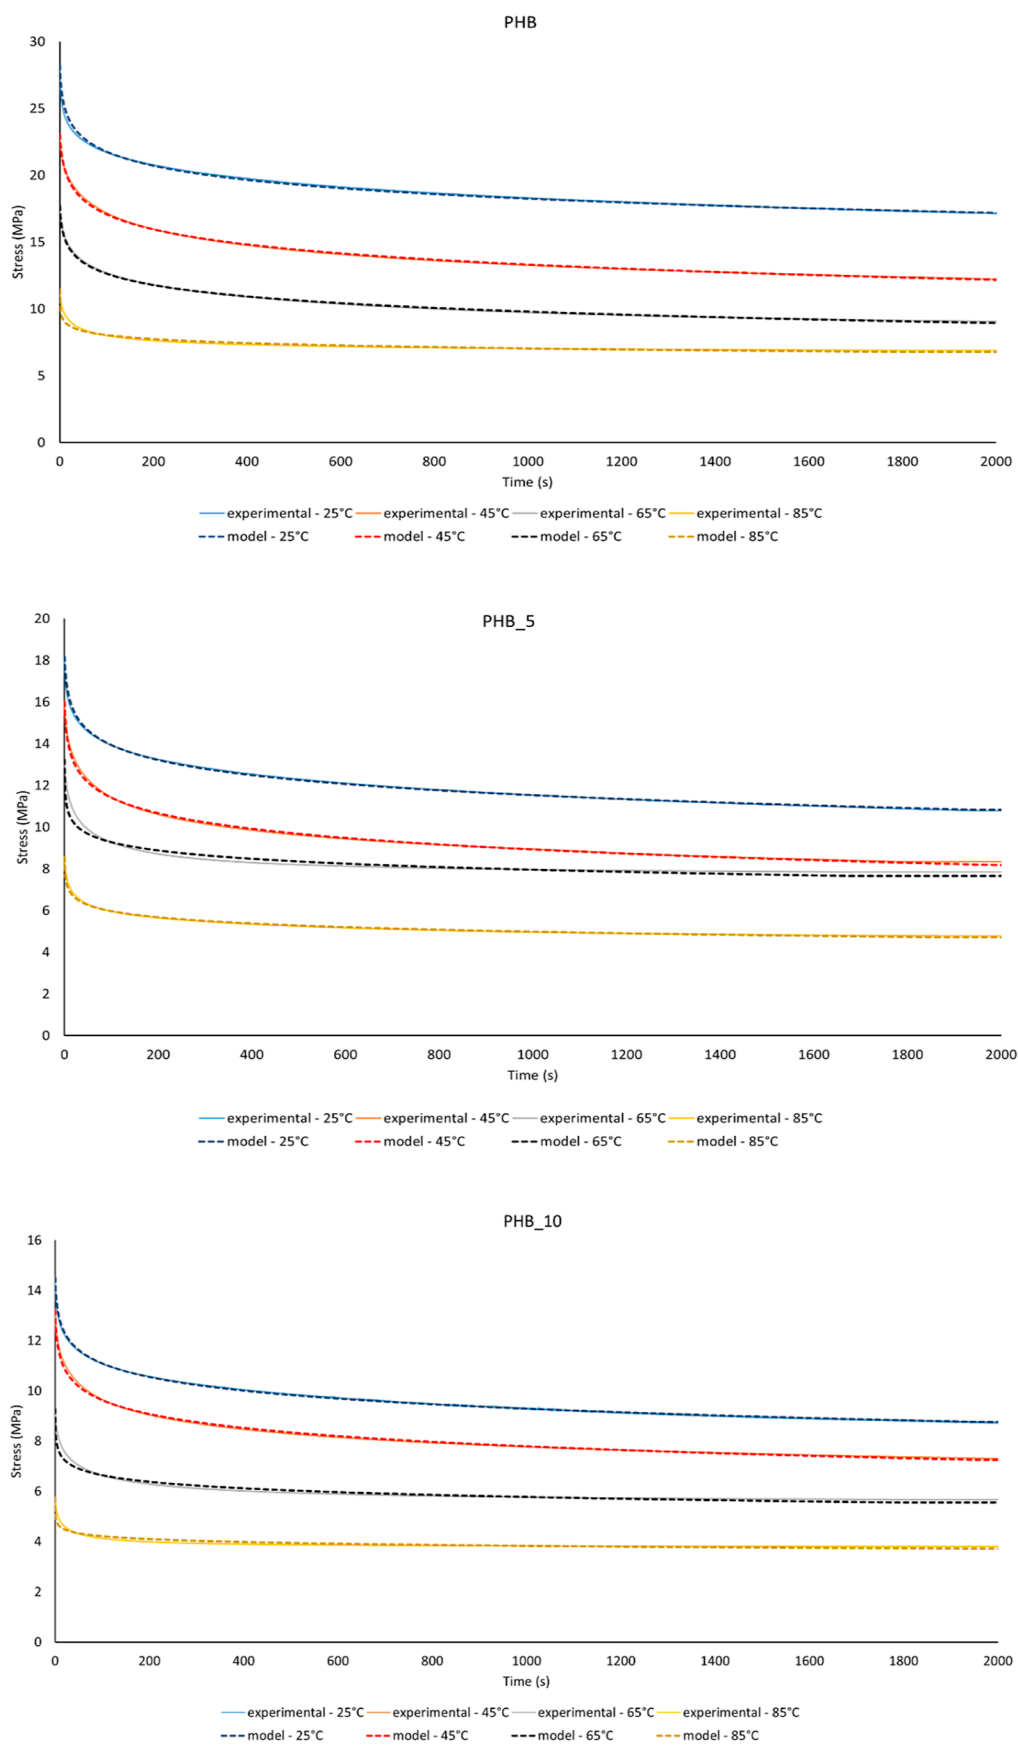 PHB
30
25
20
15
10
5
0
Stress (MPa)
0 200 400 600 800 1000 1200 1400 1600 1800 2000
Time (s)
experimental - 25°C experimental - 45°C experimental - 65°C experimental - 85°C
model - 25°C model - 45°C model - 65°C model - 85°C
PHB_5
20
18
16
14
12
10
8
6
4
2
0
Stress (MPa)
0 200 400 600 800 1000 1200 1400 1600 1800 2000
Time (s)
experimental - 25°C experimental - 45°C experimental - 65°C experimental - 85°C
model - 25°C model - 45°C model - 65°C model - 85°C
PHB_10
16
14
12
10
8
6
4
2
0
Stress (MPa)
0 200 400 600 800 1000 1200 1400 1600 1800 2000
Time (s)
experimental - 25°C experimental - 45°C experimental - 65°C experimental - 85°C
model - 25°C model - 45°C model - 65°C model - 85°C